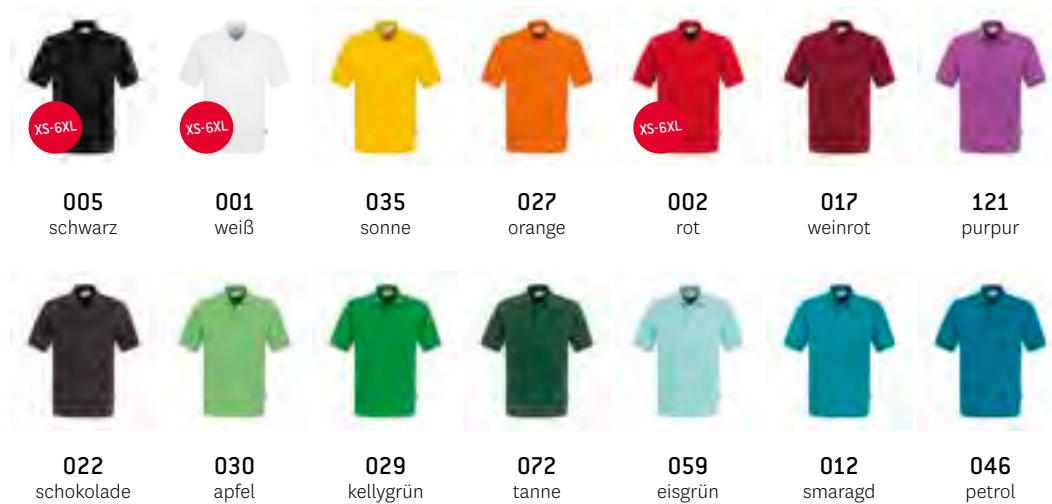 XS-6XL
XS-6XL
XS-6XL
005
schwarz
001
weiß
035
sonne
027
orange
002
rot
017
weinrot
121
purpur
022
schokolade
030
apfel
029
kellygrün
072
tanne
059
eisgrün
012
smaragd
046
petrol